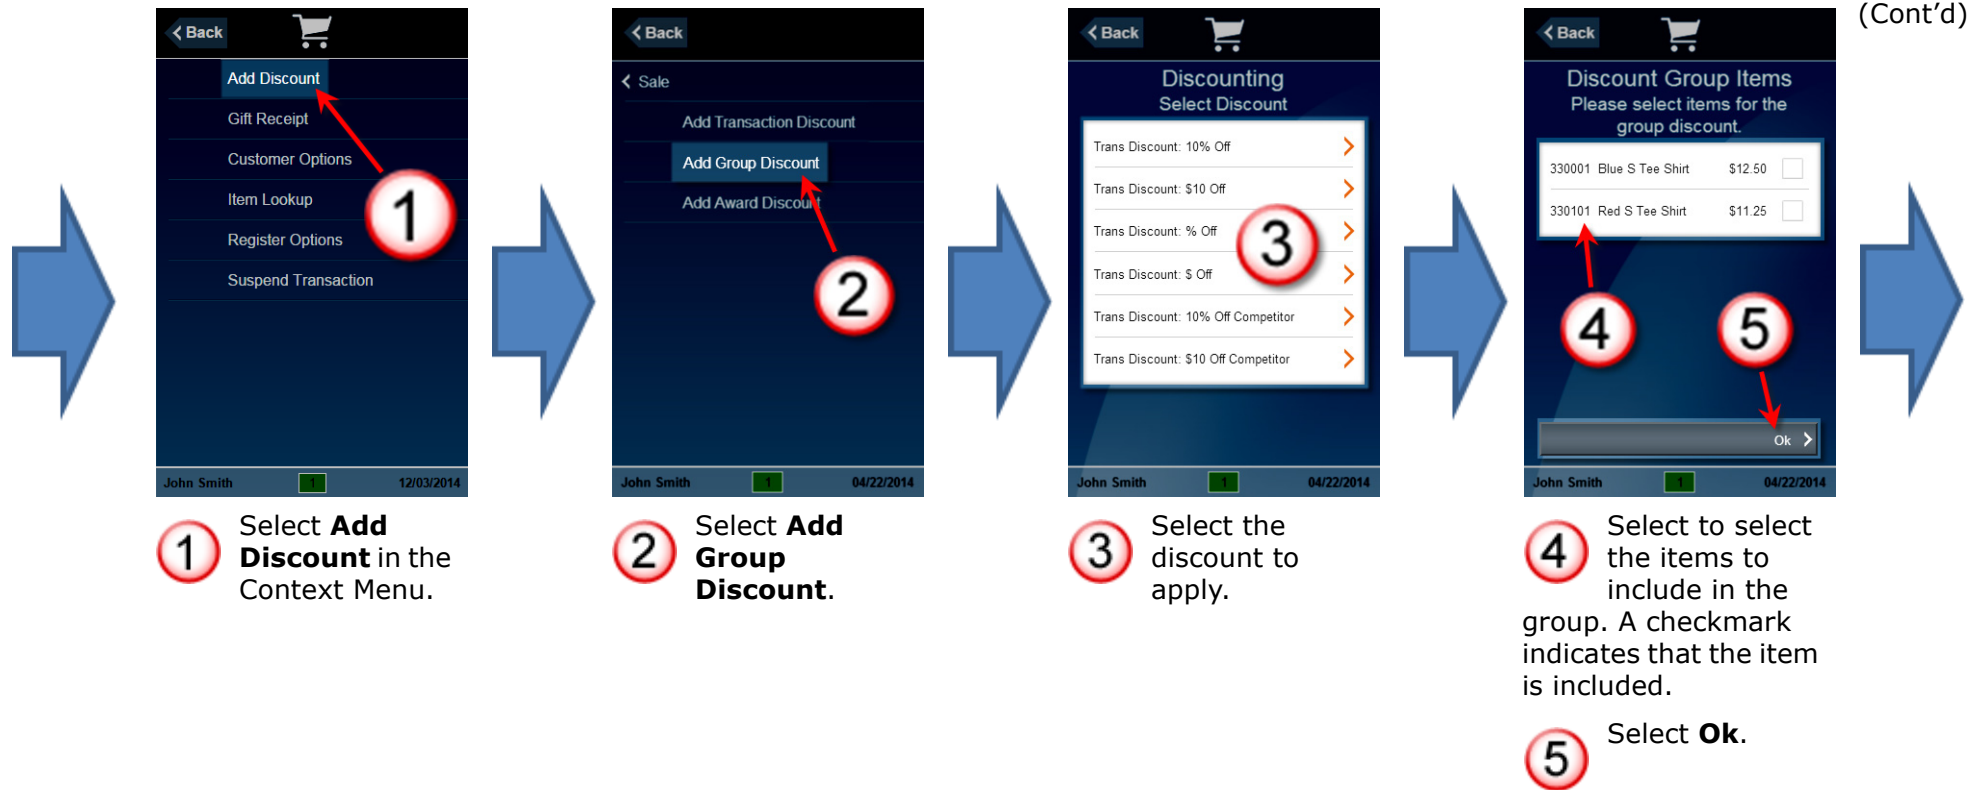 (Cont’d)
Back
Add Discount
Gift Receipt
Customer Options
Item Lookup
Register Options
Suspend Transaction
1
John Smith
1
12/03/2014
1
Select Add
Discount in the
Context Menu.
Back
Sale
Add Transaction Discount
Add Group Discount
Add Award Discount
2
John Smith
1
04/22/2014
2
Select Add
Group
Discount.
Back
Discounting
Select Discount
Trans Discount: 10% Off
Trans Discount: $10 Off
Trans Discount: % Off
Trans Discount: $ Off
Trans Discount: 10% Off Competitor
Trans Discount: $10 Off Competitor
3
John Smith
1
04/22/2014
3
Select the
discount to
apply.
Back
Discount Group Items
Please select items for the
group discount.
330001 Blue S Tee Shirt $12.50
330101 Red S Tee Shirt $11.25
4
5
Ok
John Smith
1
04/22/2014
4
Select to select
the items to
include in the
group. A checkmark
indicates that the item
is included.
5
Select Ok.